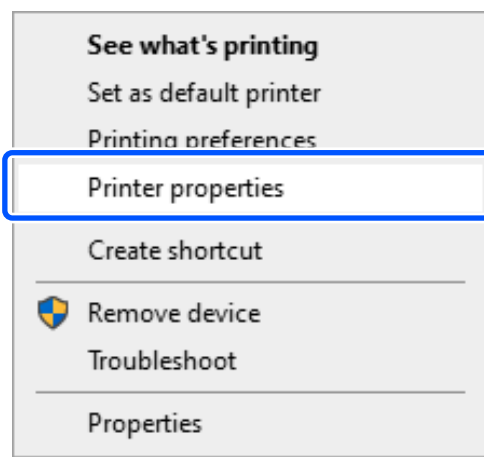 See what's printing
Set as default printer
Printing preferences
Printer properties
Create shortcut
Remove device
Troubleshoot
Properties